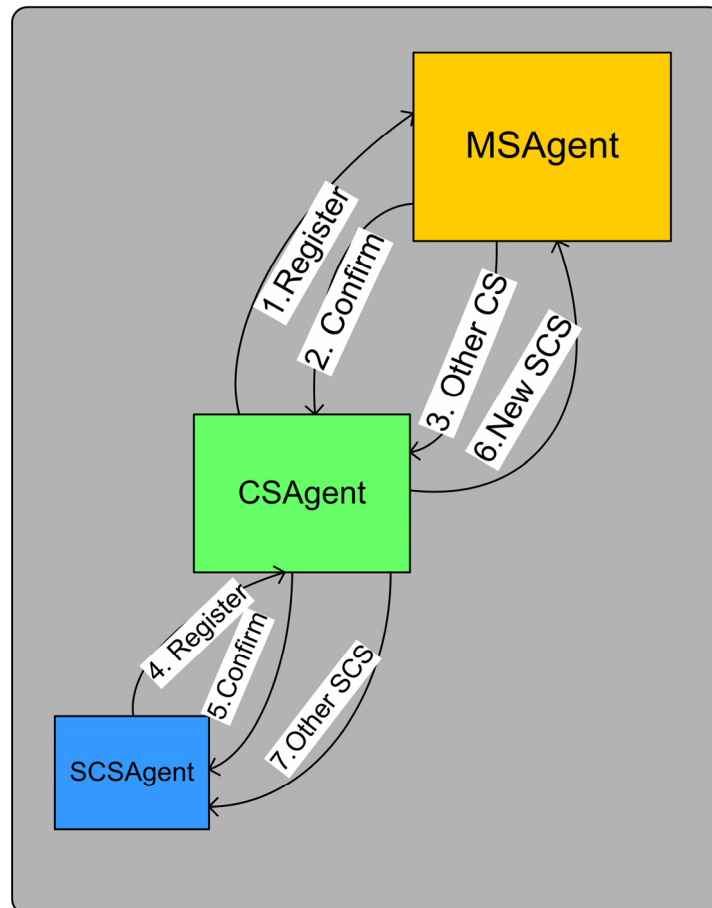 MSAgent
1.Register
2. Confirm
3. Other CS
6.New SCS
CSAgent
4. Register
5.Confirm
7.Other SCS
SCSAgent